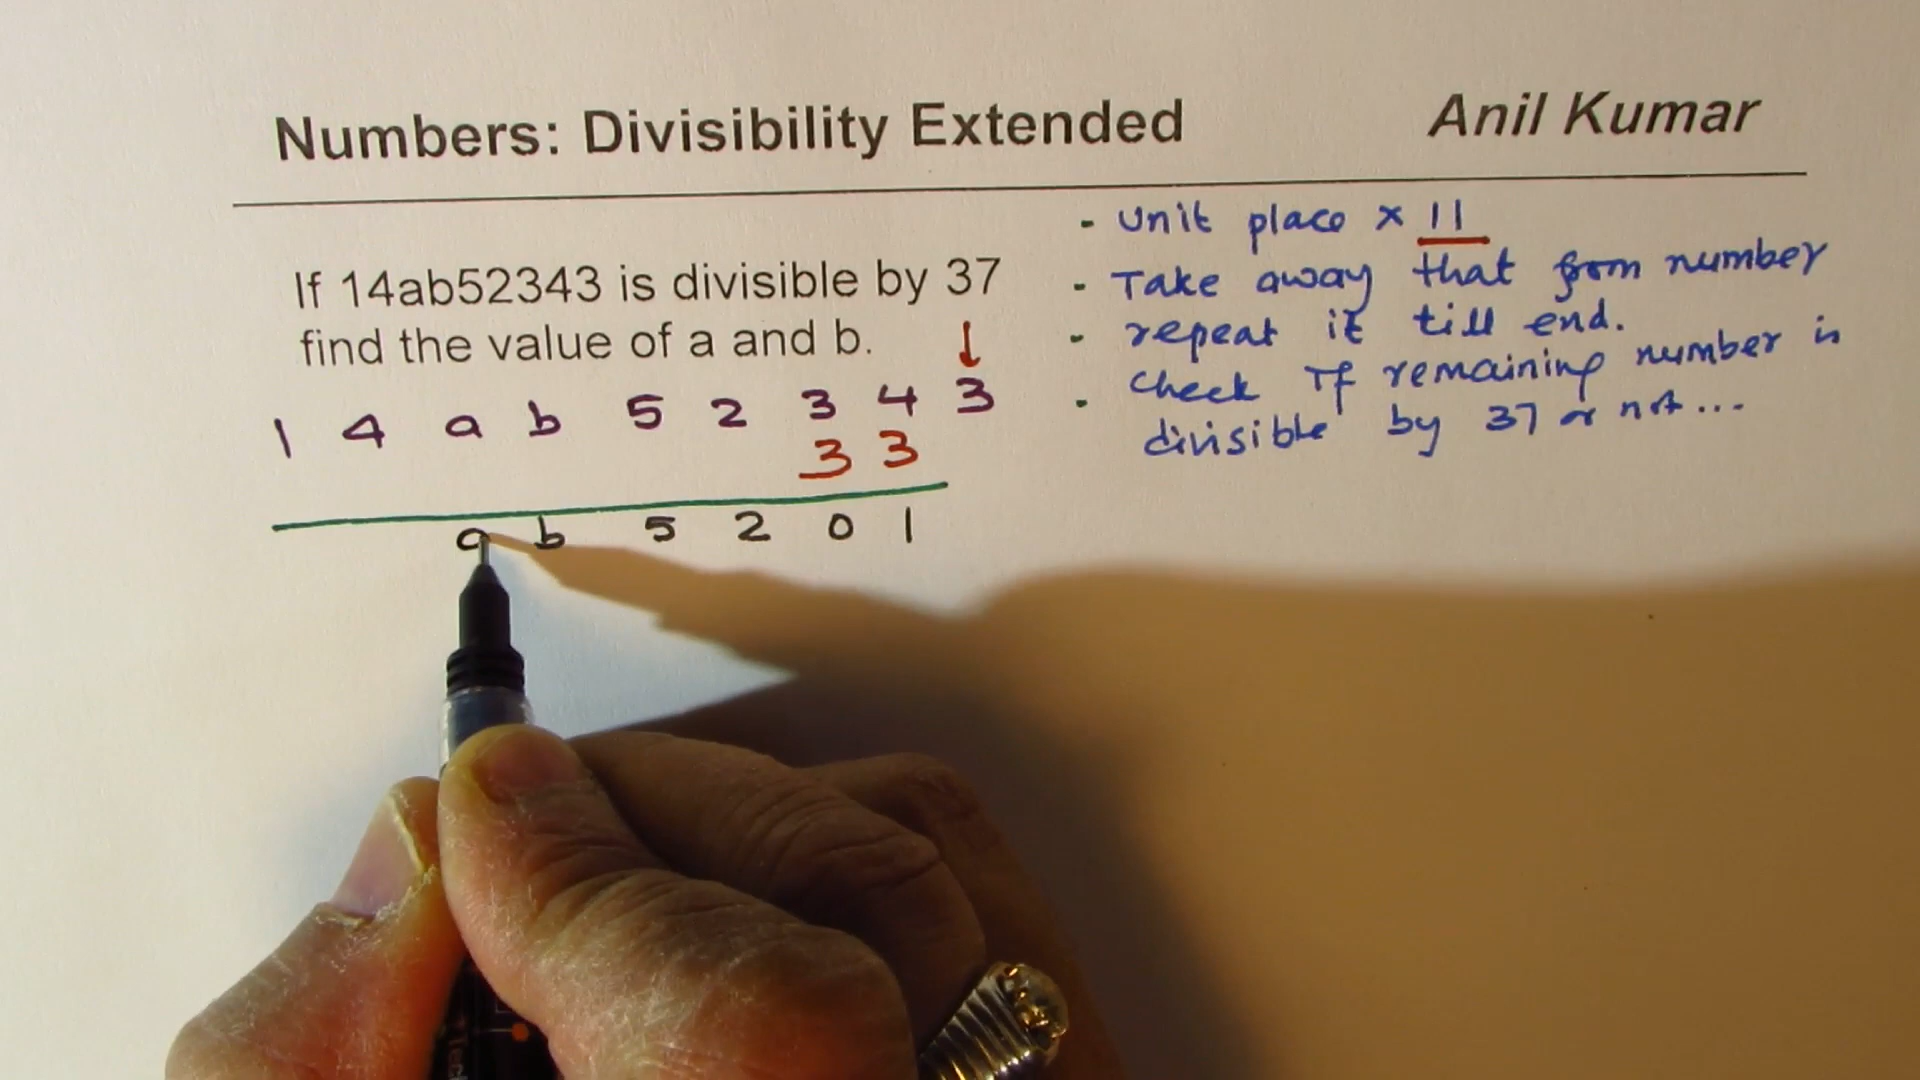 Numbers: Divisibility Extended
Anil Kumar
If 14ab52343 is divisible by 37
find the value of a and b.
1 4 a b 5 2 3 4 3
3 3
a b 5 2 0 1
- Unit place × 11
- Take away that from number
- repeat it till end.
- Check If remaining number is
divisible by 37 or not...